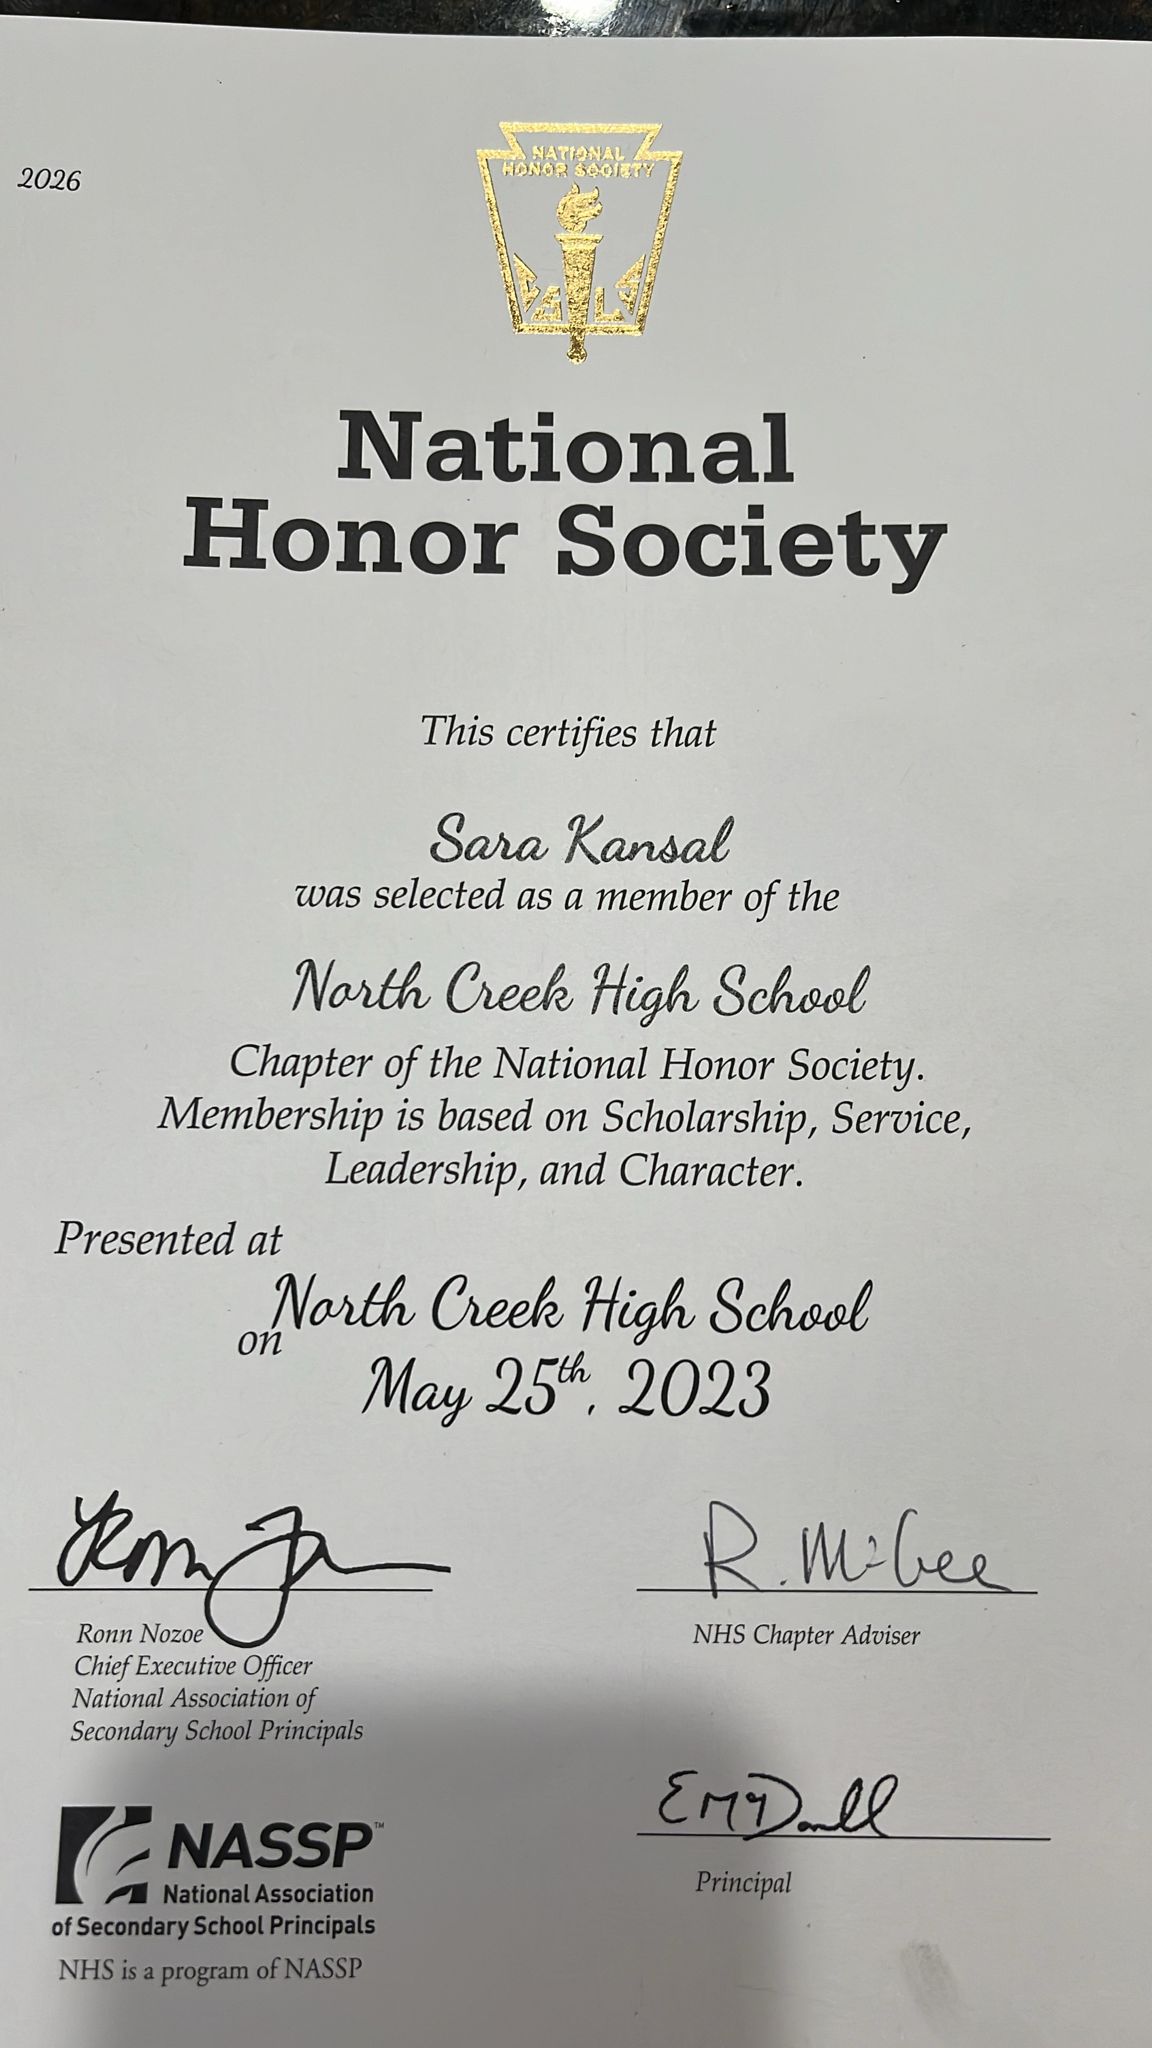 2026
NATIONAL
HONOR SOCIETY
C S L S
National
Honor Society
This certifies that
Sara Kansal
was selected as a member of the
North Creek High School
Chapter of the National Honor Society.
Membership is based on Scholarship, Service,
Leadership, and Character.
Presented at
North Creek High School
on
May 25th, 2023
R. McGee
Ronn Nozoe
Chief Executive Officer
National Association of
Secondary School Principals
NHS Chapter Adviser
NASSP™
National Association
of Secondary School Principals
NHS is a program of NASSP
Principal